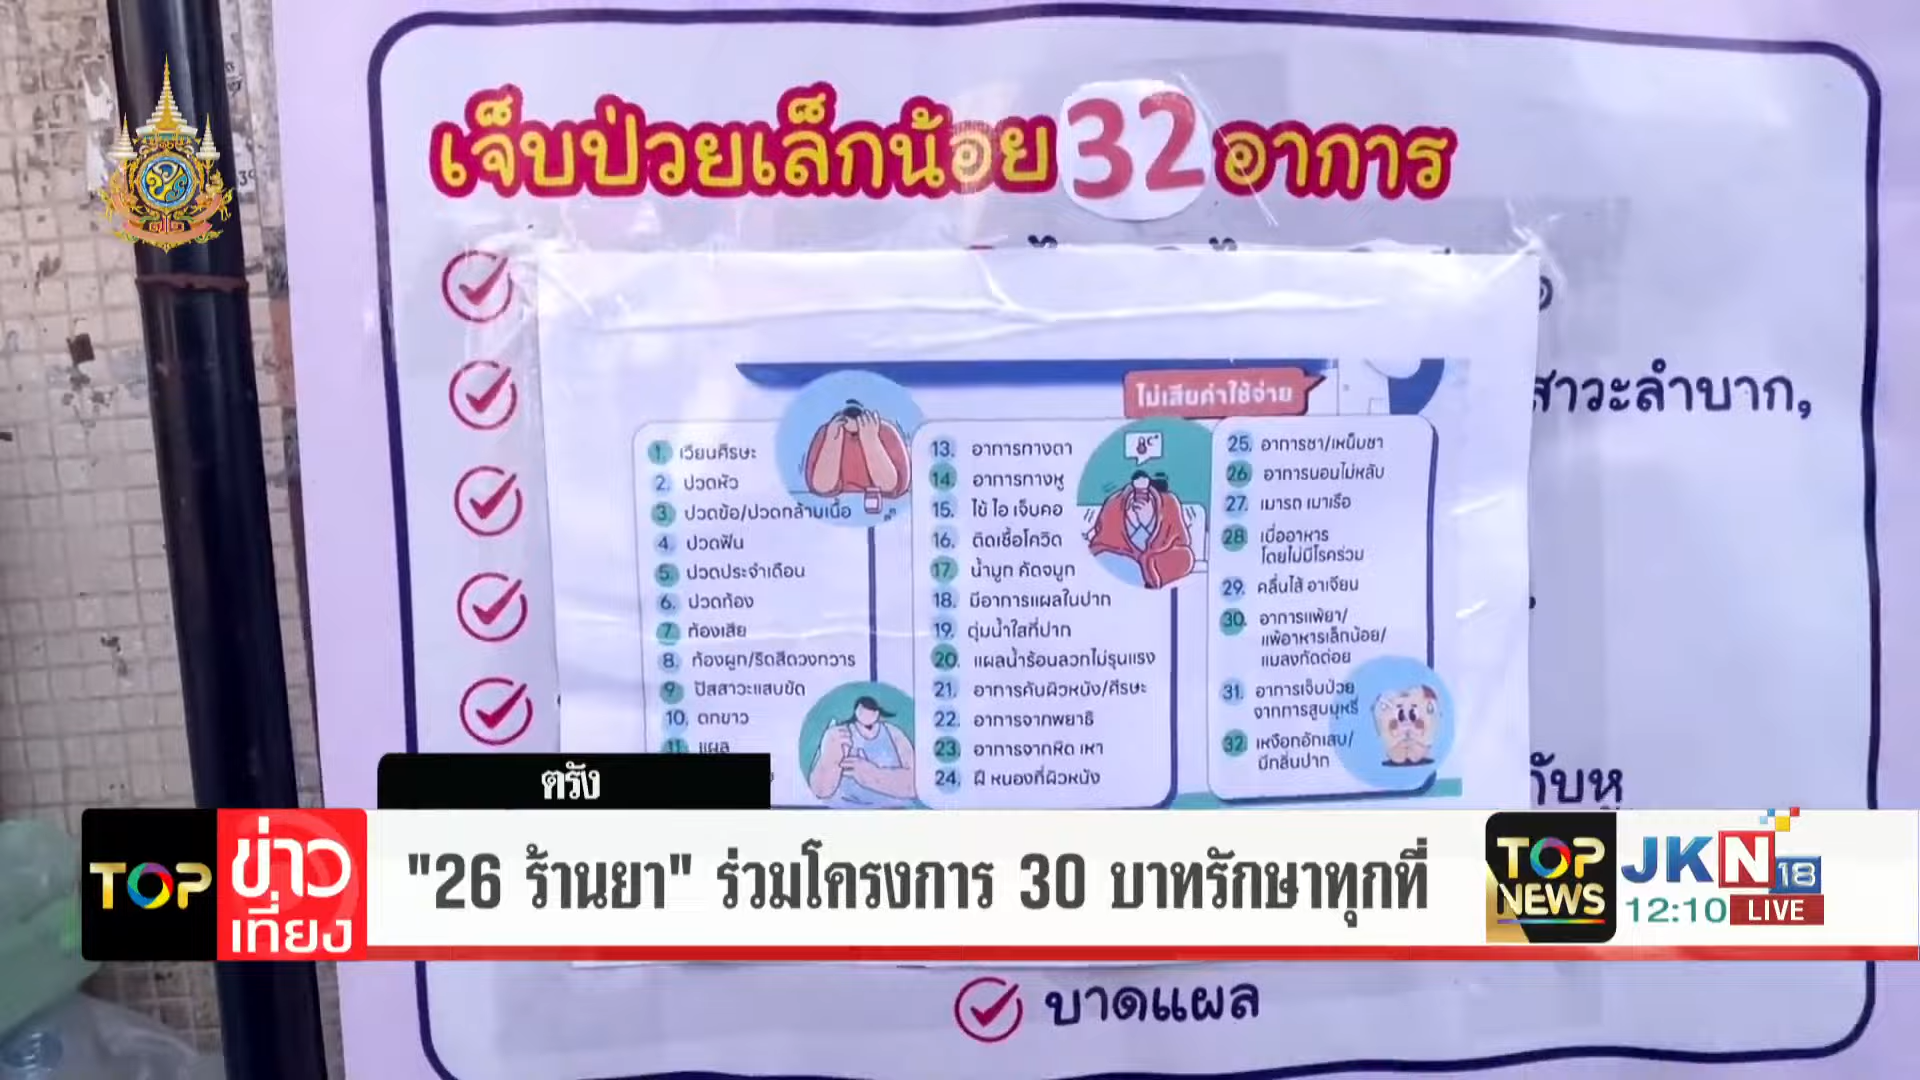 เจ็บป่วยเล็กน้อย 32 อาการ
สาวะลำบาก,
ไม่เสียค่าใช้จ่าย
1. เวียนศีรษะ
2. ปวดหัว
3. ปวดข้อ/ปวดกล้ามเนื้อ
4. ปวดฟัน
5. ปวดประจำเดือน
6. ปวดท้อง
7. ท้องเสีย
8. ท้องผูก/ริดสีดวงทวาร
9. ปัสสาวะแสบขัด
10. ตกขาว
11. แผล
13. อาการทางตา
14. อาการทางหู
15. ไข้ ไอ เจ็บคอ
16. ติดเชื้อโควิด
17. น้ำมูก คัดจมูก
18. มีอาการแผลในปาก
19. ตุ่มน้ำใสที่ปาก
20. แผลน้ำร้อนลวกไม่รุนแรง
21. อาการคันผิวหนัง/ศีรษะ
22. อาการจากพยาธิ
23. อาการจากหิด เหา
24. ฝี หนองที่ผิวหนัง
25. อาการชา/เหน็บชา
26. อาการนอนไม่หลับ
27. เมารถ เมาเรือ
28. เบื่ออาหาร
โดยไม่มีโรคร่วม
29. คลื่นไส้ อาเจียน
30. อาการแพ้ยา/
แพ้อาหารเล็กน้อย/
แมลงกัดต่อย
31. อาการเจ็บป่วย
จากการสูบบุหรี่
32. เหงือกอักเสบ/
มีกลิ่นปาก
กับหู
ตรัง
TOP ข่าวเที่ยง
"26 ร้านยา" ร่วมโครงการ 30 บาทรักษาทุกที่
TOP NEWS
JKN 18
12:10 LIVE
บาดแผล